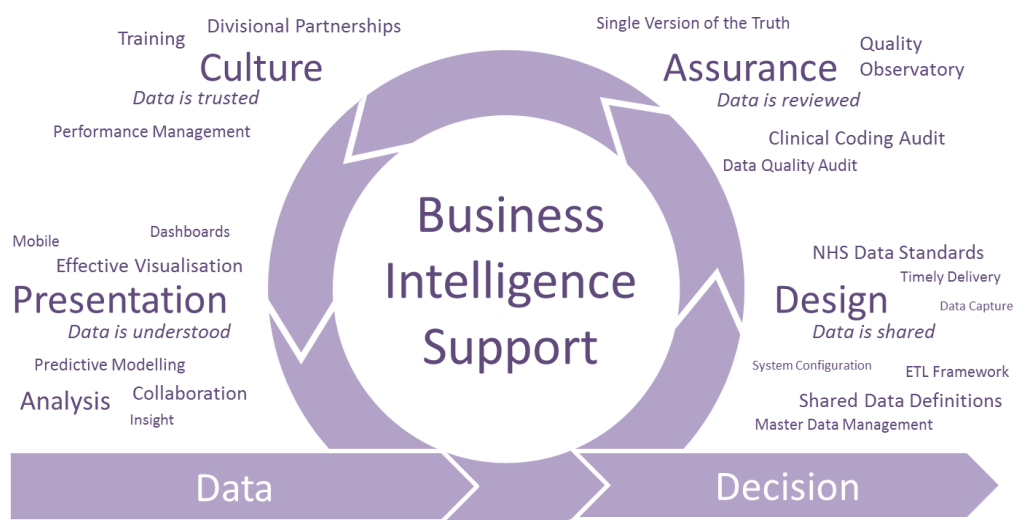 Training
Divisional Partnerships
Culture
Data is trusted
Performance Management
Single Version of the Truth
Assurance
Quality
Observatory
Data is reviewed
Clinical Coding Audit
Data Quality Audit
Business
Intelligence
Support
Mobile
Dashboards
Effective Visualisation
Presentation
Data is understood
Predictive Modelling
Analysis
Collaboration
Insight
NHS Data Standards
Timely Delivery
Design
Data Capture
Data is shared
System Configuration
ETL Framework
Shared Data Definitions
Master Data Management
Data
Decision